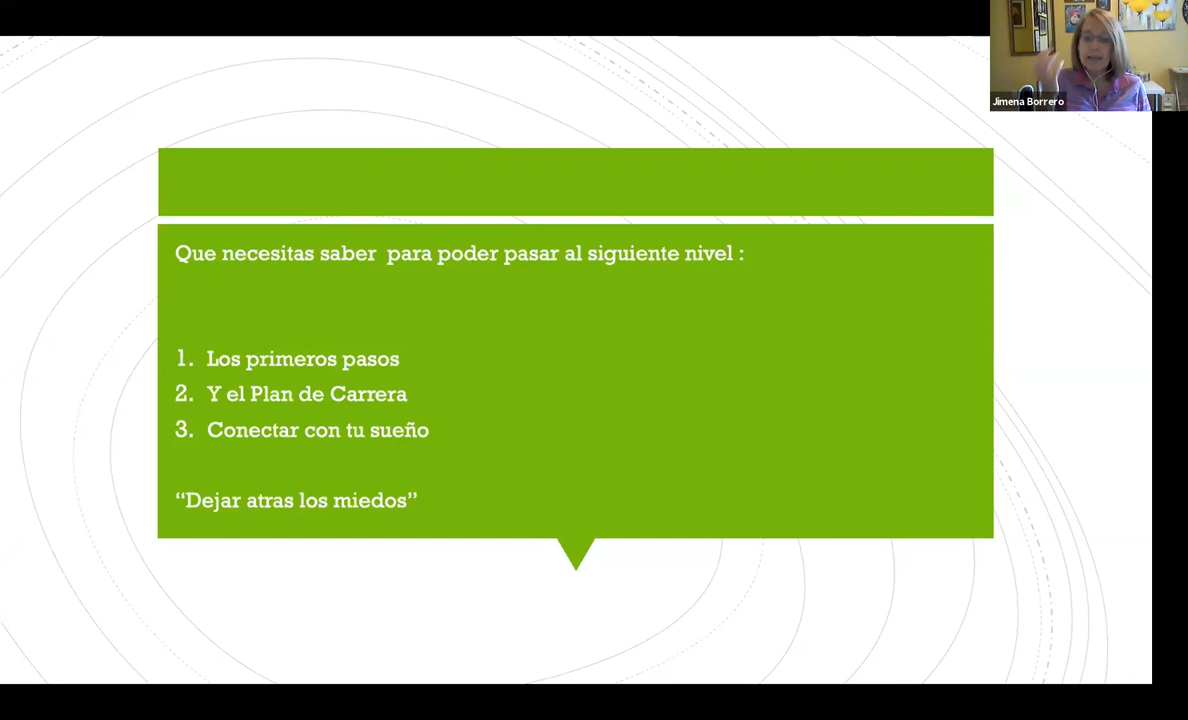 Jimena Borrero
Que necesitas saber para poder pasar al siguiente nivel :
1. Los primeros pasos
2. Y el Plan de Carrera
3. Conectar con tu sueño
“Dejar atras los miedos”